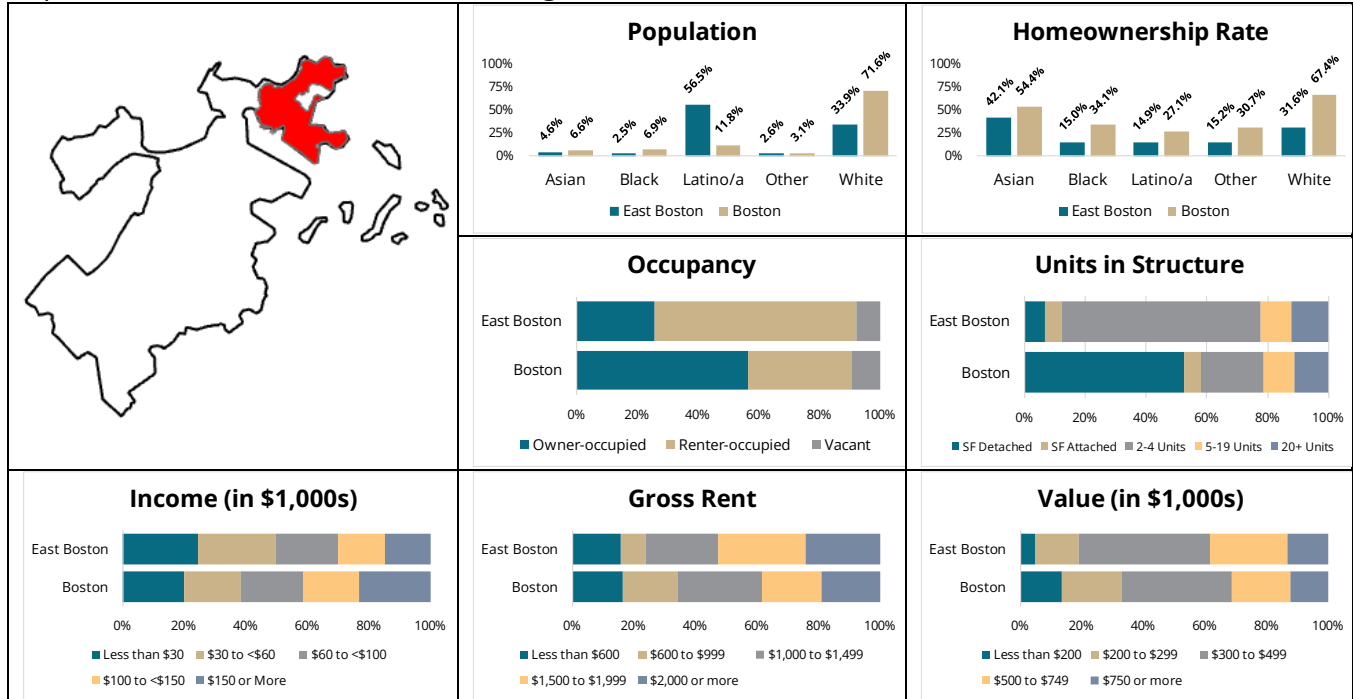 Population
100%
75%
50%
25%
0%
4.6% 6.6% 2.5% 6.9% 56.5% 11.8% 2.6% 3.1% 33.9% 71.6%
Asian Black Latino/a Other White
East Boston Boston
Homeownership Rate
100%
75%
50%
25%
0%
42.1% 54.4% 15.0% 34.1% 14.9% 27.1% 15.2% 30.7% 31.6% 67.4%
Asian Black Latino/a Other White
East Boston Boston
Occupancy
East Boston
Boston
0% 20% 40% 60% 80% 100%
Owner-occupied Renter-occupied Vacant
Units in Structure
East Boston
Boston
0% 20% 40% 60% 80% 100%
SF Detached SF Attached 2-4 Units 5-19 Units 20+ Units
Income (in $1,000s)
East Boston
Boston
0% 20% 40% 60% 80% 100%
Less than $30 $30 to <$60 $60 to <$100
$100 to <$150 $150 or More
Gross Rent
East Boston
Boston
0% 20% 40% 60% 80% 100%
Less than $600 $600 to $999 $1,000 to $1,499
$1,500 to $1,999 $2,000 or more
Value (in $1,000s)
East Boston
Boston
0% 20% 40% 60% 80% 100%
Less than $200 $200 to $299 $300 to $499
$500 to $749 $750 or more